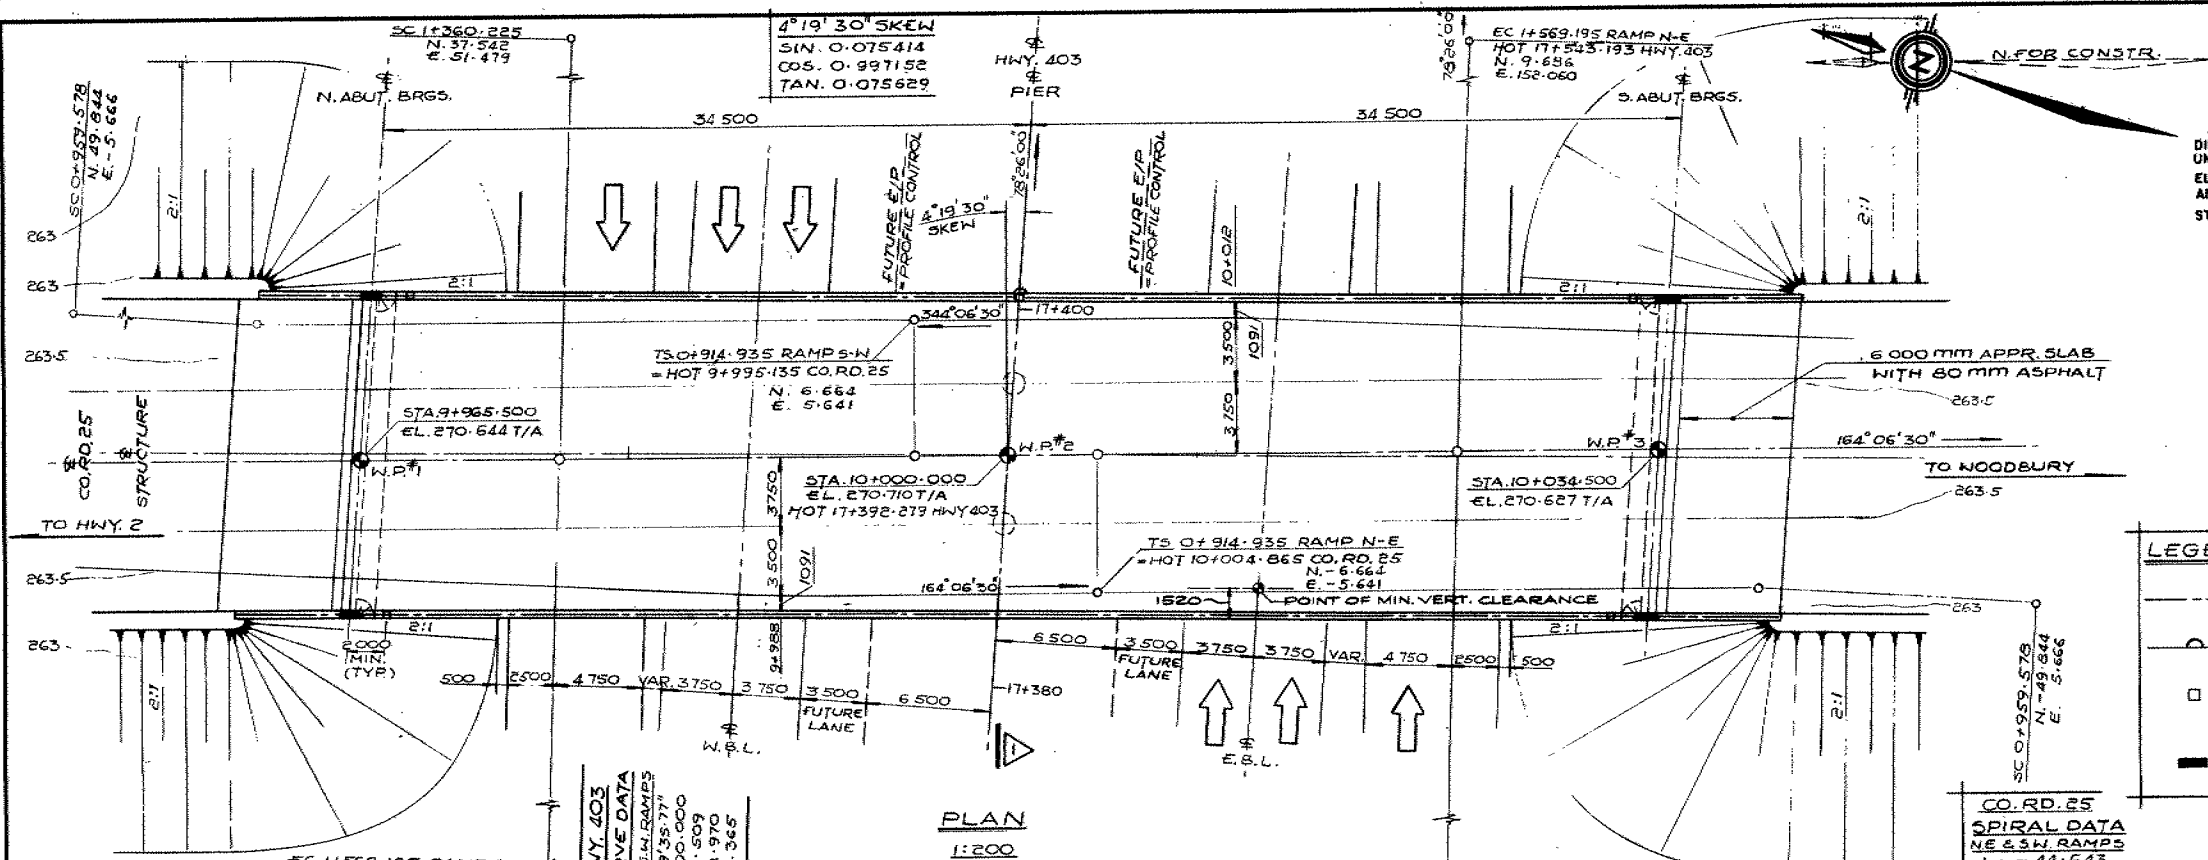 SC 1+360.225
N. 37.542
E. 51.479
4°19'30" SKEW
SIN. 0.075414
COS. 0.997152
TAN. 0.075629
℄
HWY. 403
℄
PIER
78°26'00"
EC 1+569.195 RAMP N-E
HOT 17+543.193 HWY.403
N. 9.686
E. 152.060
N
N. FOR CONSTR.
SC 0+959.578
N. 49.844
E. -5.666
℄
N. ABUT. BRGS.
℄
S. ABUT. BRGS.
34 500
34 500
2:1
263
263
2:1
FUTURE E/P
= PROFILE CONTROL
4°19'30"
SKEW
78°26'00"
FUTURE E/P
= PROFILE CONTROL
10+012
2:1
2:1
344°06'30"
17+400
263.5
TS 0+914.935 RAMP S-W
= HOT 9+995.135 CO. RD. 25
N. 6.664
E. 5.641
3 500
1091
3 750
6 000 MM APPR. SLAB
WITH 80 MM ASPHALT
263.5
STA. 9+965.500
EL. 270.644 T/A
℄
CO. RD. 25
℄
STRUCTURE
W.P. #1
W.P. #2
W.P. #3
164°06'30"
TO WOODBURY
STA. 10+000.000
EL. 270.710 T/A
HOT 17+392.279 HWY 403
STA. 10+034.500
EL. 270.627 T/A
263.5
TO HWY. 2
3750
3 500
1091
TS 0+914.935 RAMP N-E
= HOT 10+004.865 CO. RD. 25
N. -6.664
E. -5.641
LEGE
263.5
164°06'30"
1520
POINT OF MIN. VERT. CLEARANCE
263
263
2:1
2 000
MIN.
(TYP.)
9+988
6 500
3 500
FUTURE
LANE
3750
3 750
VAR.
4 750
2500
500
2:1
500
2500
4 750
VAR.
3750
3 750
3 500
FUTURE
LANE
6 500
17+380
2:1
2:1
℄
W.B.L.
℄
E.B.L.
SC 0+959.578
N. -49.844
E. 5.666
PLAN
1:200
CO. RD. 25
SPIRAL DATA
N.E & S.W. RAMPS